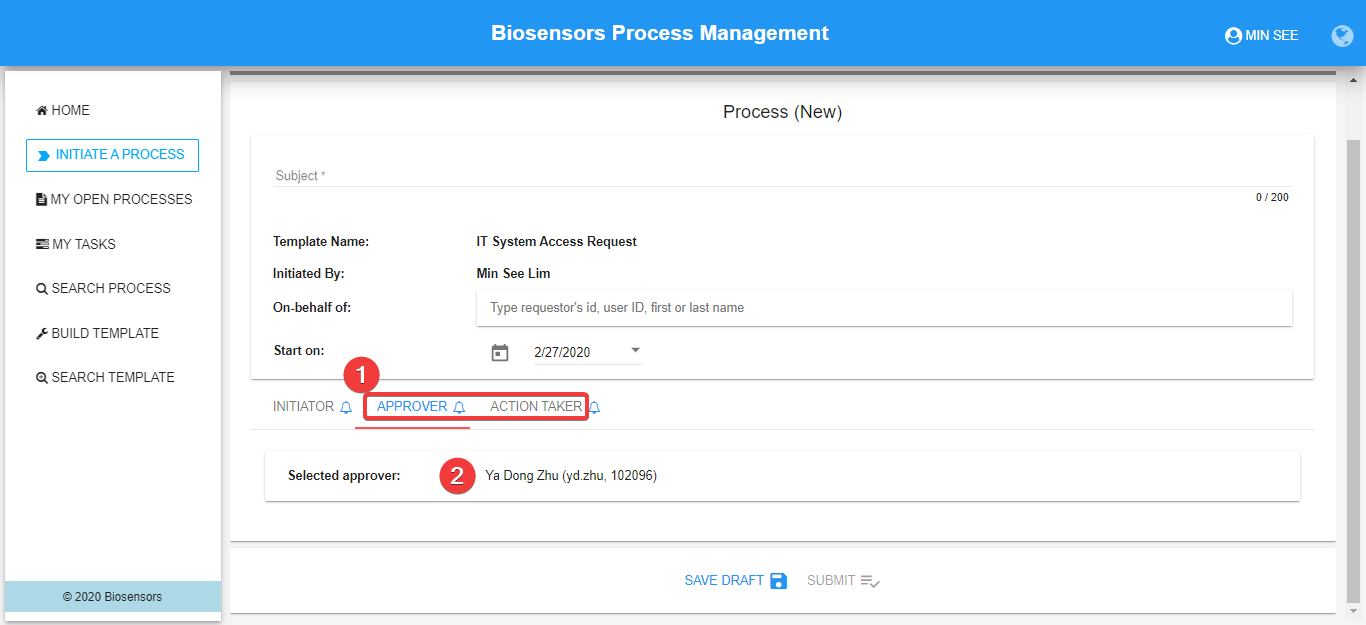 Biosensors Process Management
MIN SEE
HOME
INITIATE A PROCESS
MY OPEN PROCESSES
MY TASKS
SEARCH PROCESS
BUILD TEMPLATE
SEARCH TEMPLATE
© 2020 Biosensors
Process (New)
Subject *
0 / 200
Template Name: IT System Access Request
Initiated By: Min See Lim
On-behalf of: Type requestor's id, user ID, first or last name
Start on: 2/27/2020
1
INITIATOR APPROVER ACTION TAKER
Selected approver: 2 Ya Dong Zhu (yd.zhu, 102096)
SAVE DRAFT SUBMIT